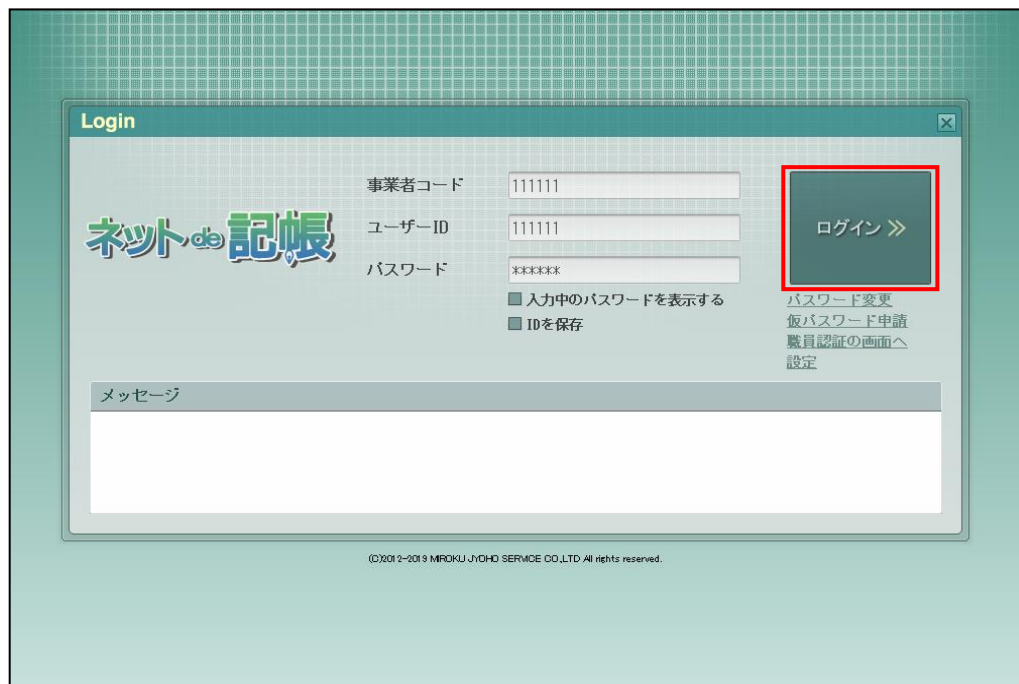 Login
事業者コード 111111
ネットde記帳
ユーザーID 111111
ログイン
パスワード ******
入力中のパスワードを表示する
IDを保存
パスワード変更
仮パスワード申請
職員認証の画面へ
設定
メッセージ
(C)2012-2019 MIROKU JYOHO SERVICE CO.,LTD All rights reserved.